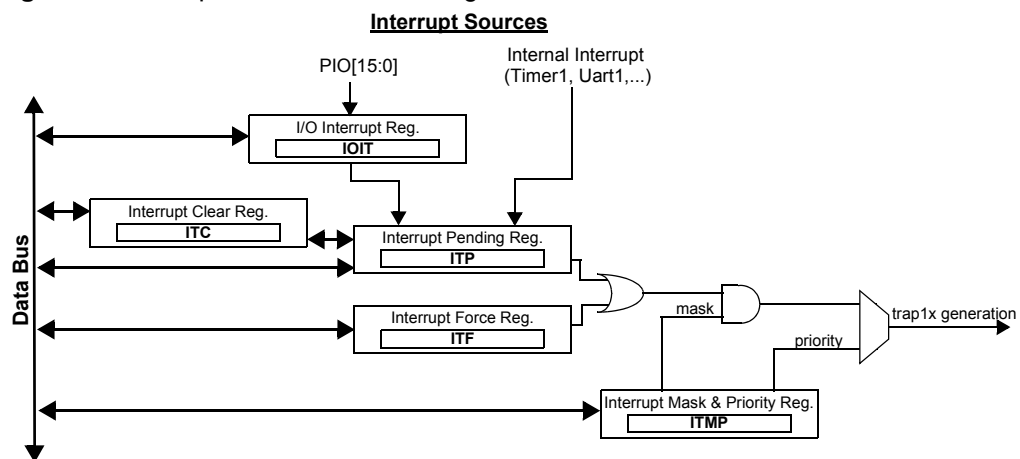 Interrupt Sources
PIO[15:0]
Internal Interrupt
(Timer1, Uart1,...)
I/O Interrupt Reg.
IOIT
Interrupt Clear Reg.
ITC
Interrupt Pending Reg.
ITP
Data Bus
Interrupt Force Reg.
ITF
mask
trap1x generation
priority
Interrupt Mask & Priority Reg.
ITMP